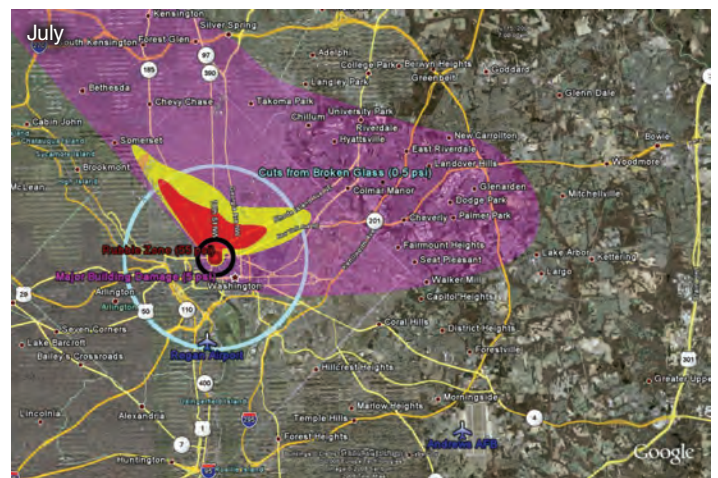 July
Kensington
Silver Spring
South Kensington
Forest Glen
97
Adelphi
185
390
College Park
Berwyn Heights
Goddard
Greenbelt
Langley Park
Bethesda
Glenn Dale
Chevy Chase
Takoma Park
University Park
Chillum
Riverdale
Cabin John
Hyattsville
New Carrollton
Bowie
Somerset
East Riverdale
Brookmont
Landover Hills
Woodmore
McLean
Cuts from Broken Glass (0-5 psi)
Colmar Manor
Glenarden
Mitchellville
Dodge Park
201
Cheverly
Palmer Park
Rubble Zone
Fairmount Heights
Lake Arbor
Kettering
Major Building Damage
Seat Pleasant
Largo
Washington
Walker Mill
29
Arlington
Capitol Heights
Arlington
50
110
Coral Hills
Seven Corners
District Heights
Lake Barcroft
Regan Airport
Forestville
301
Bailey's Crossroads
Hillcrest Heights
Greater Upper
400
Morningside
Lincolnia
Alexandria
Marlow Heights
1
295
Temple Hills
4
7
Forest Heights
Andrews AFB
Huntington
95
Google